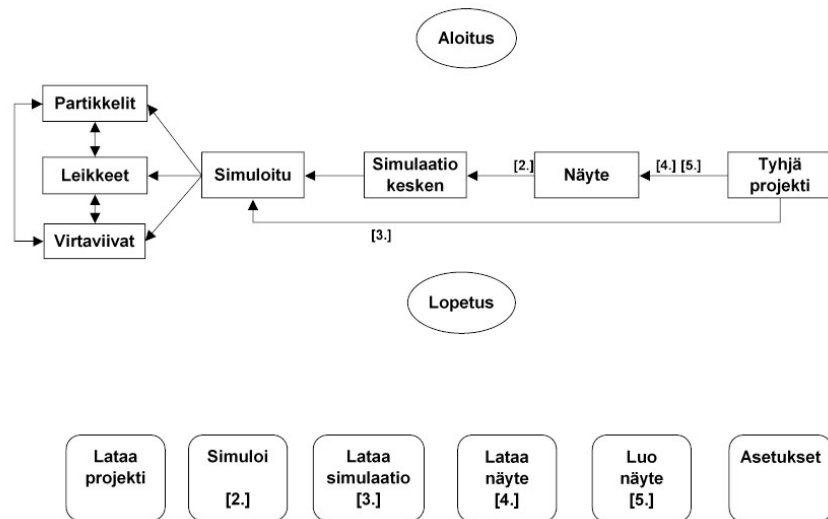 Aloitus
Partikkelit
Leikkeet
Virtaviivat
Simuloitu
Simulaatio
kesken
[2.]
Näyte
[4.] [5.]
Tyhjä
projekti
[3.]
Lopetus
Lataa
projekti
Simuloi
[2.]
Lataa
simulaatio
[3.]
Lataa
näyte
[4.]
Luo
näyte
[5.]
Asetukset